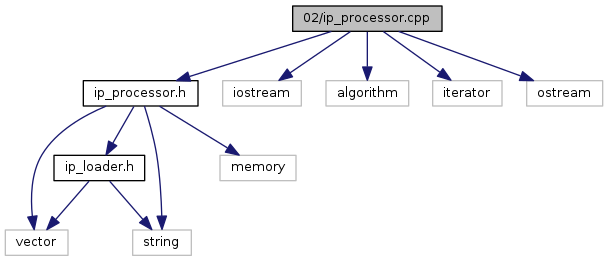 02/ip_processor.cpp
ip_processor.h
iostream
algorithm
iterator
ostream
ip_loader.h
memory
vector
string